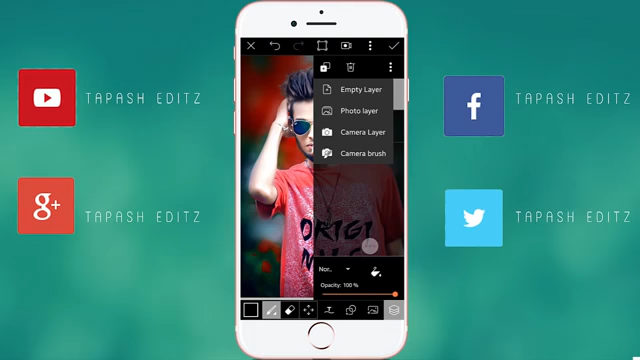 TAPASH EDITZ
TAPASH EDITZ
g+
TAPASH EDITZ
f
TAPASH EDITZ
Empty Layer
Photo layer
Camera Layer
Camera brush
ORIGI
Nor..
Opacity: 100 %